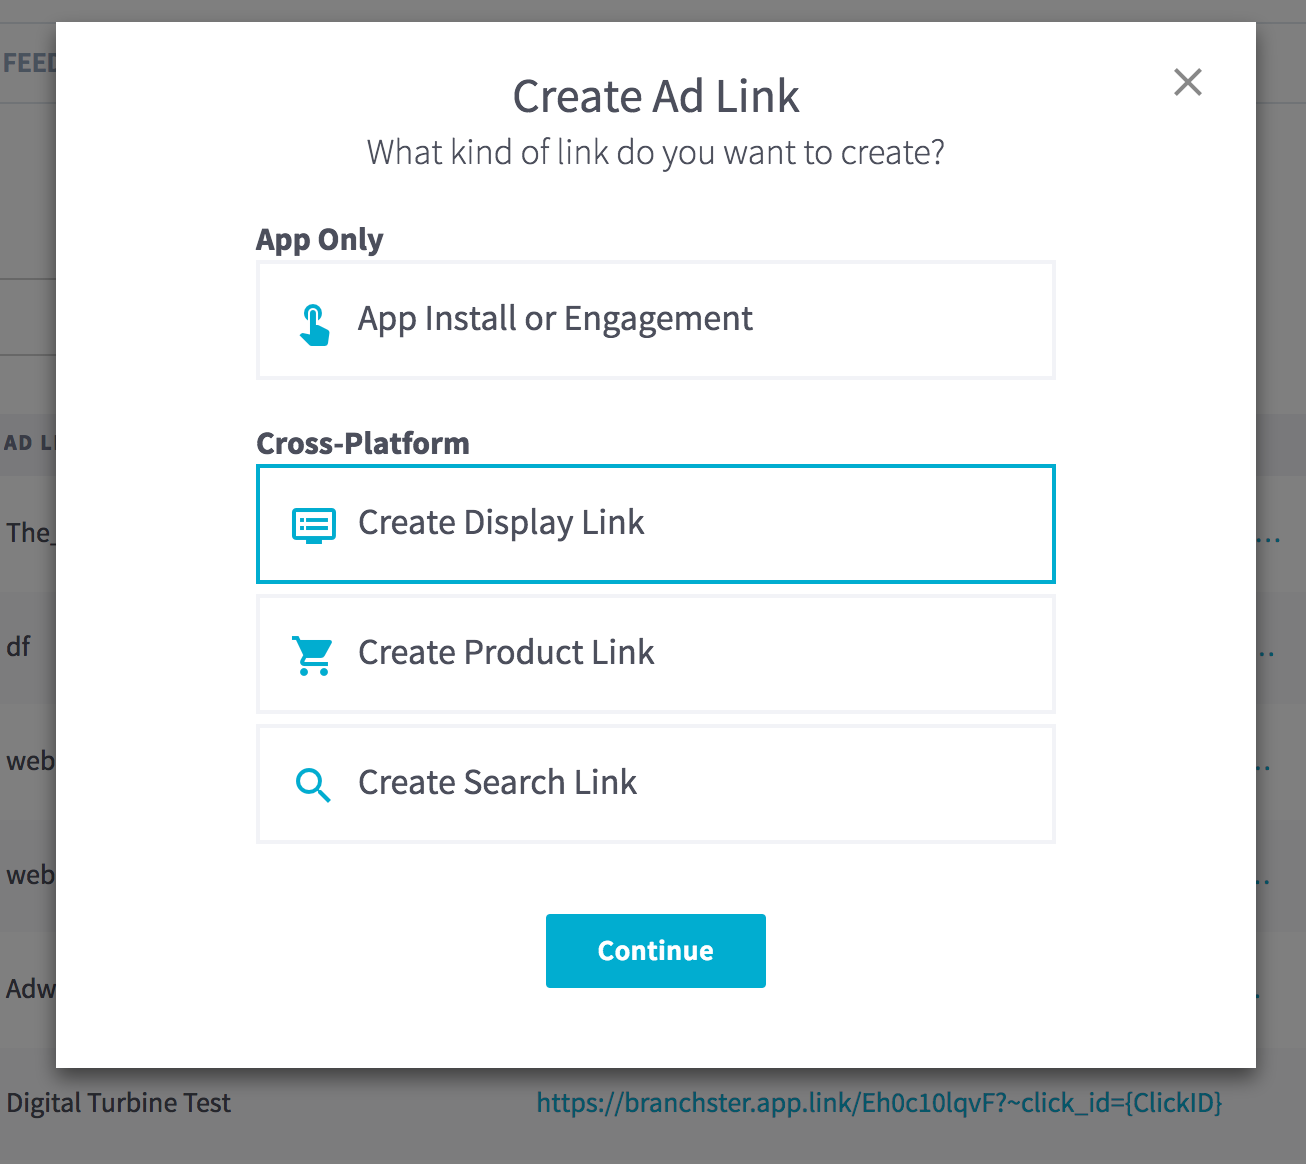 FEED
Create Ad Link
What kind of link do you want to create?
App Only
App Install or Engagement
Cross-Platform
AD L
The_
Create Display Link
...
df
Create Product Link
..
web
Create Search Link
..
web
..
Continue
Adw
.
Digital Turbine Test
https://branchster.app.link/Eh0c10lqvF?~click_id={ClickID}